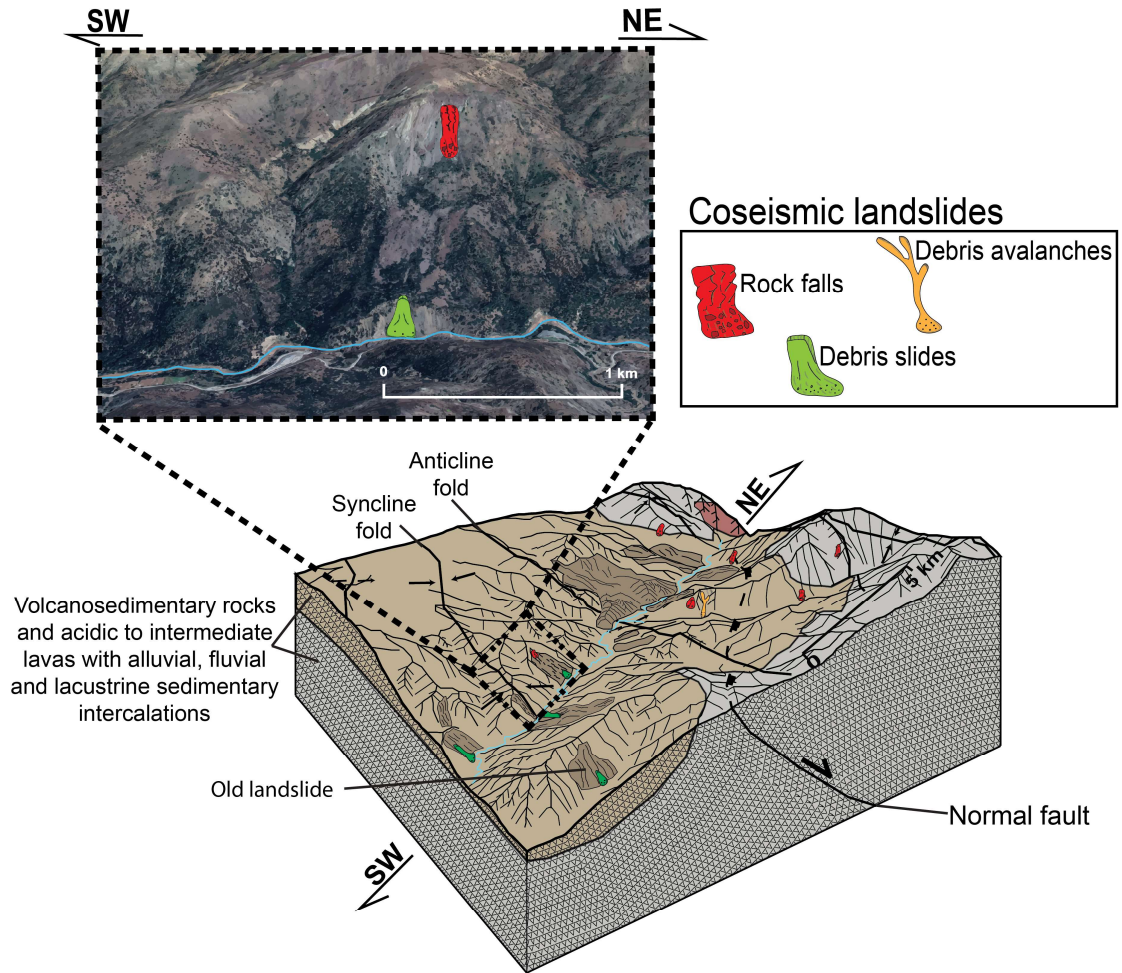 SW
NE
0
1 km
Coseismic landslides
Debris avalanches
Rock falls
Debris slides
Anticline
fold
Syncline
fold
NE
5 km
0
Volcanosedimentary rocks
and acidic to intermediate
lavas with alluvial, fluvial
and lacustrine sedimentary
intercalations
Old landslide
Normal fault
SW